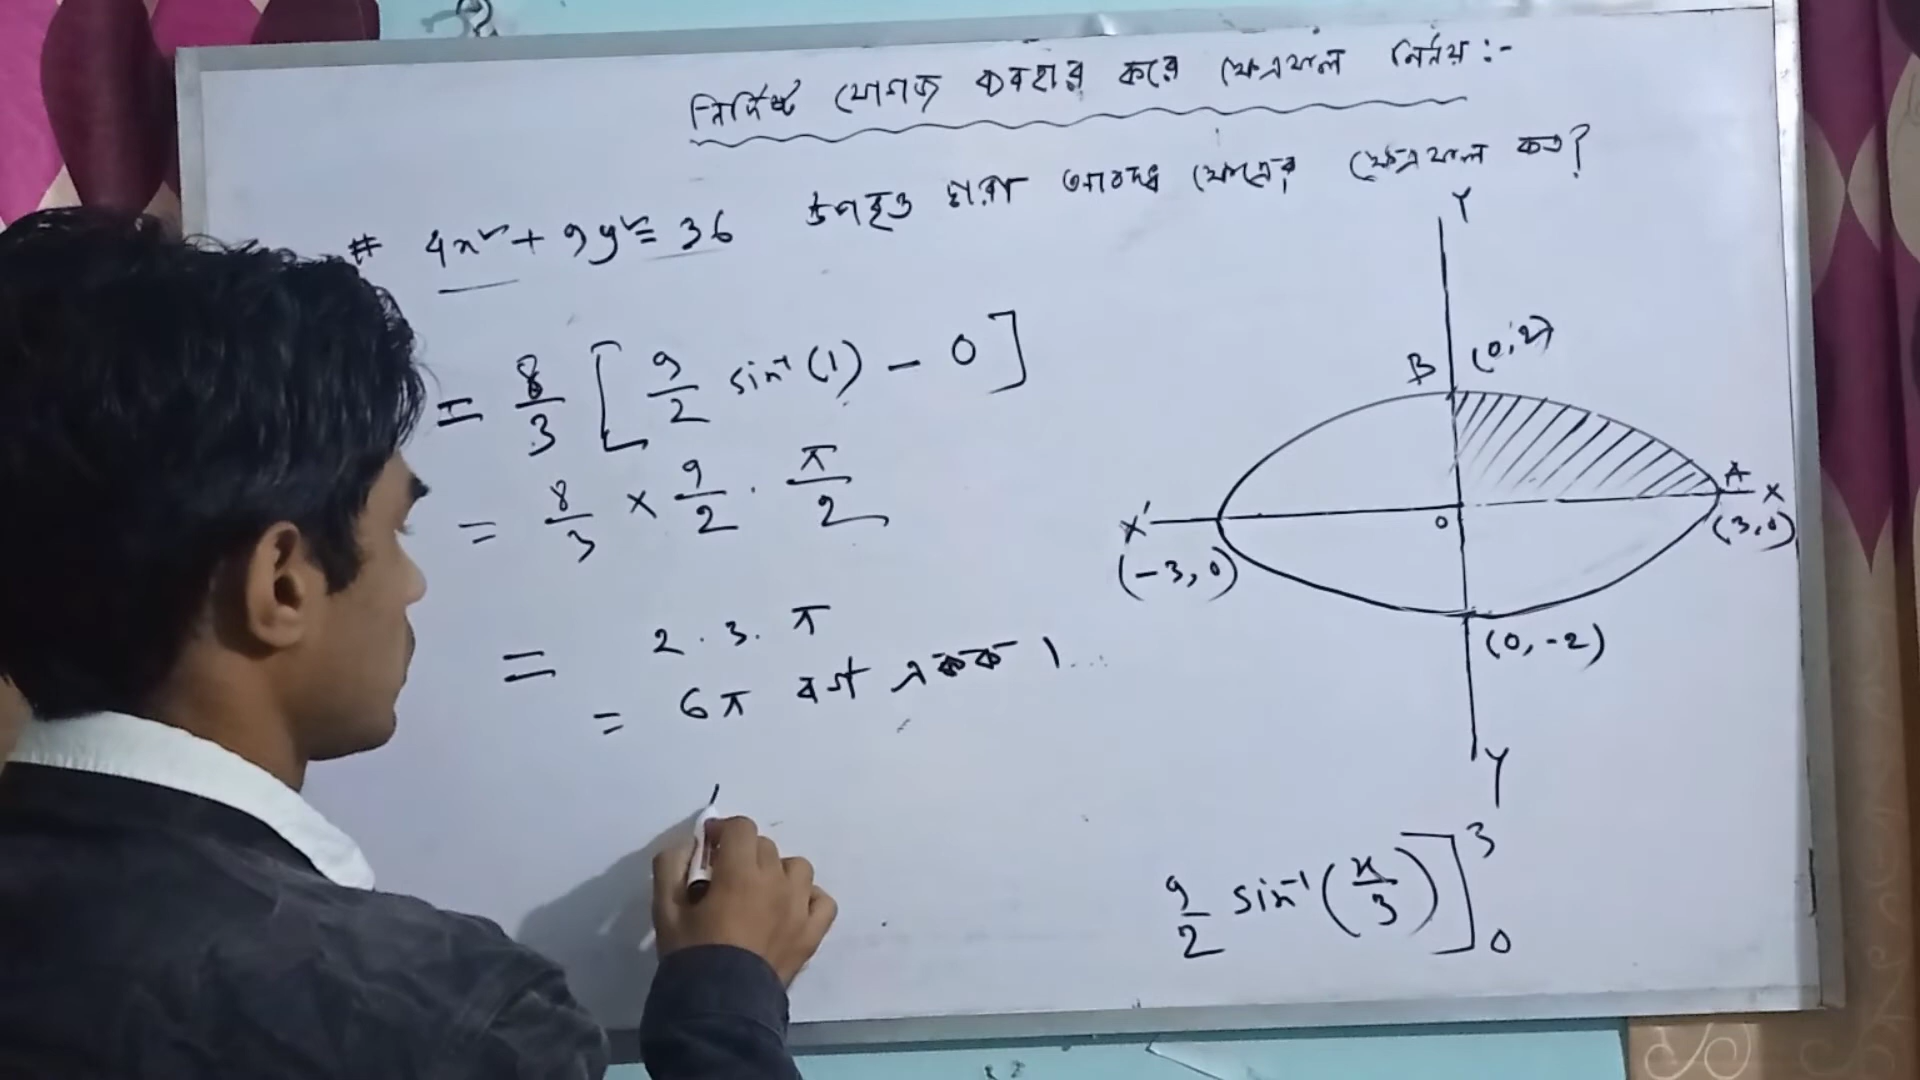 নির্দিষ্ট যোগজ ব্যবহার করে ক্ষেত্রফল নির্ণয় :-
# 4x² + 9y² = 36 উপবৃত্ত দ্বারা আবদ্ধ ক্ষেত্রের ক্ষেত্রফল কত?
= 8/3 [ 9/2 sin⁻¹ (1) - 0 ]
= 8/3 × 9/2 . π/2
= 2 . 3 . π
= 6π বর্গ একক ।
Y
B (0, 2)
A
X' O X
(-3, 0) (3, 0)
(0, -2)
Y
9/2 sin⁻¹ (x/3) ]₀³